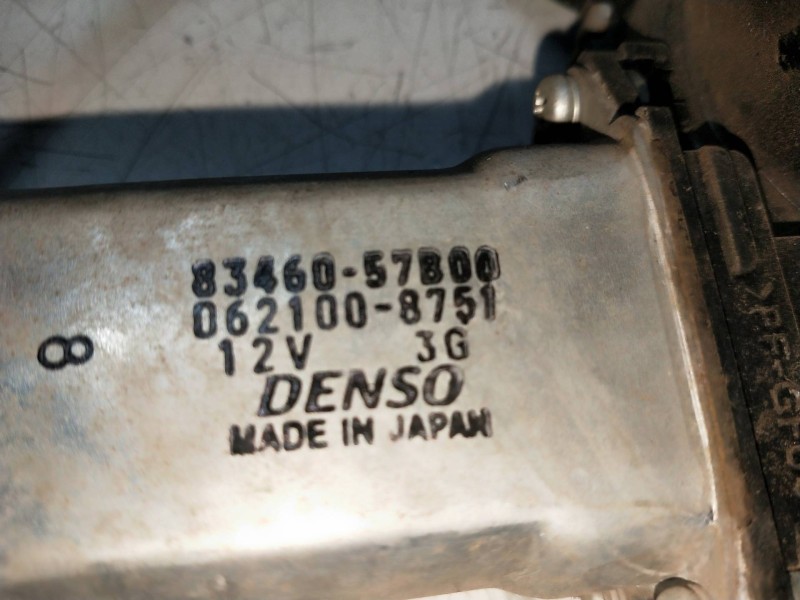 83460-57B00
062100-8751
12V 3G
DENSO
MADE IN JAPAN
8